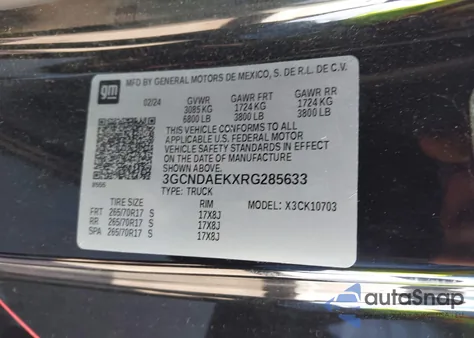 gm
MFD BY GENERAL MOTORS DE MEXICO, S. DE R.L. DE C.V.
02/24 GVWR GAWR FRT GAWR RR
3085 KG 1724 KG 1724 KG
6800 LB 3800 LB 3800 LB
THIS VEHICLE CONFORMS TO ALL
APPLICABLE U.S. FEDERAL MOTOR
VEHICLE SAFETY STANDARDS IN
EFFECT ON THE DATE OF
MANUFACTURE SHOWN ABOVE.
3GCNDAEKXRG285633
TYPE: TRUCK MODEL: X3CK10703
TIRE SIZE RIM
FRT 265/70R17 S 17X8J
RR 265/70R17 S 17X8J
SPA 265/70R17 S 17X8J
autoSnap